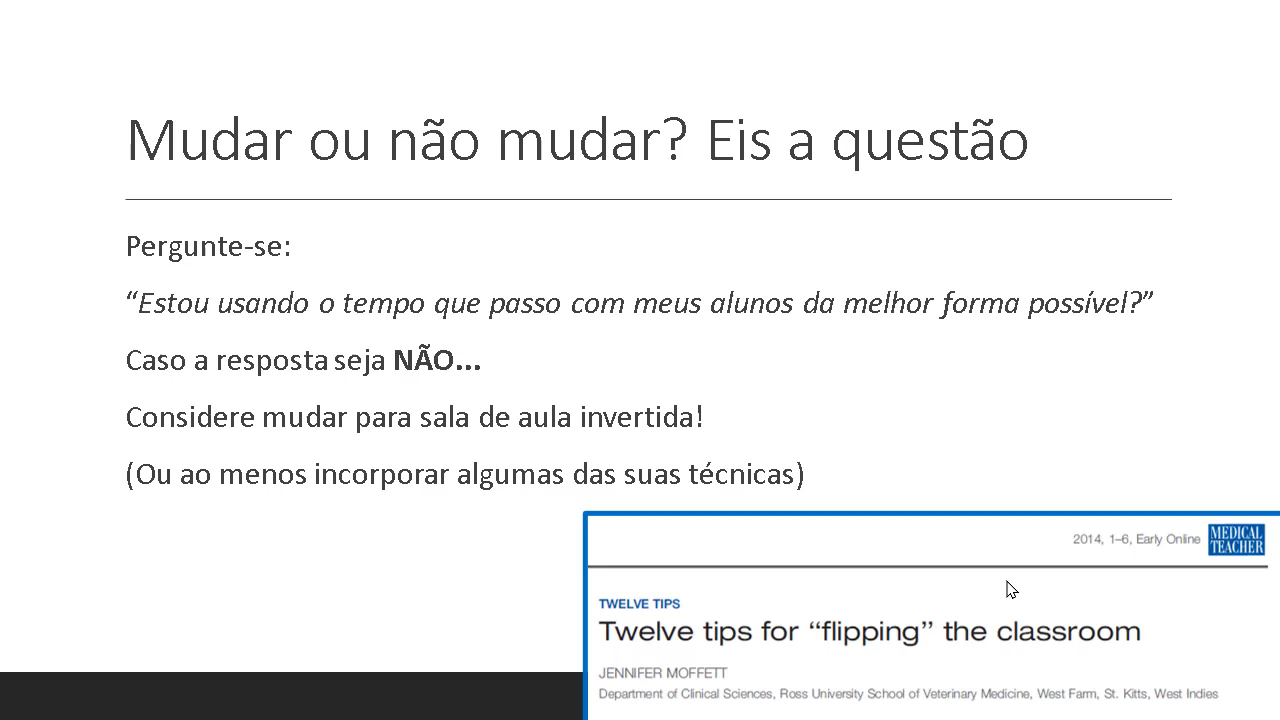 Mudar ou não mudar? Eis a questão
Pergunte-se:
“Estou usando o tempo que passo com meus alunos da melhor forma possível?”
Caso a resposta seja NÃO...
Considere mudar para sala de aula invertida!
(Ou ao menos incorporar algumas das suas técnicas)
2014, 1–6, Early Online
MEDICAL
TEACHER
TWELVE TIPS
Twelve tips for “flipping” the classroom
JENNIFER MOFFETT
Department of Clinical Sciences, Ross University School of Veterinary Medicine, West Farm, St. Kitts, West Indies